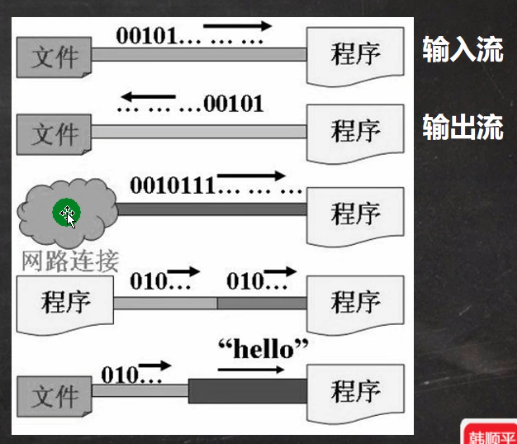 00101… … …
文件
程序
输入流
… … …00101
文件
程序
输出流
0010111… … …
程序
网路连接
010…
010…
程序
程序
“hello”
010…
文件
程序
韩顺平